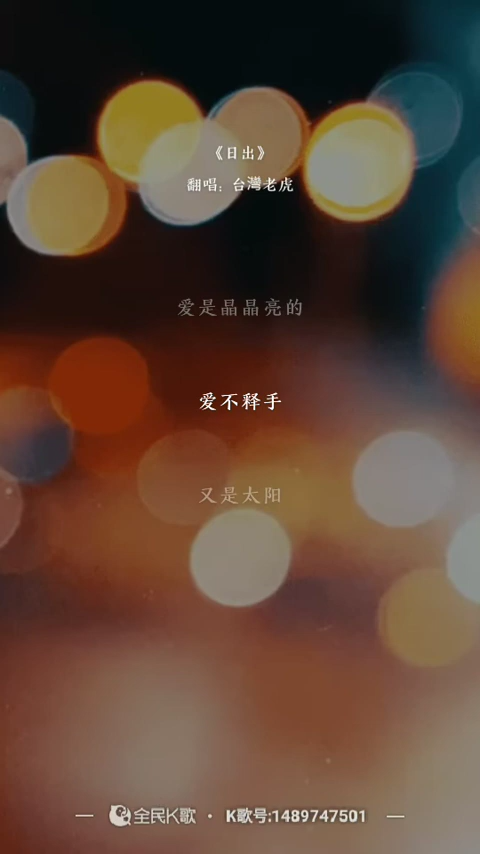 《日出》
翻唱：台灣老虎
爱是晶晶亮的
爱不释手
又是太阳
— 全民K歌 · K歌号:1489747501 —